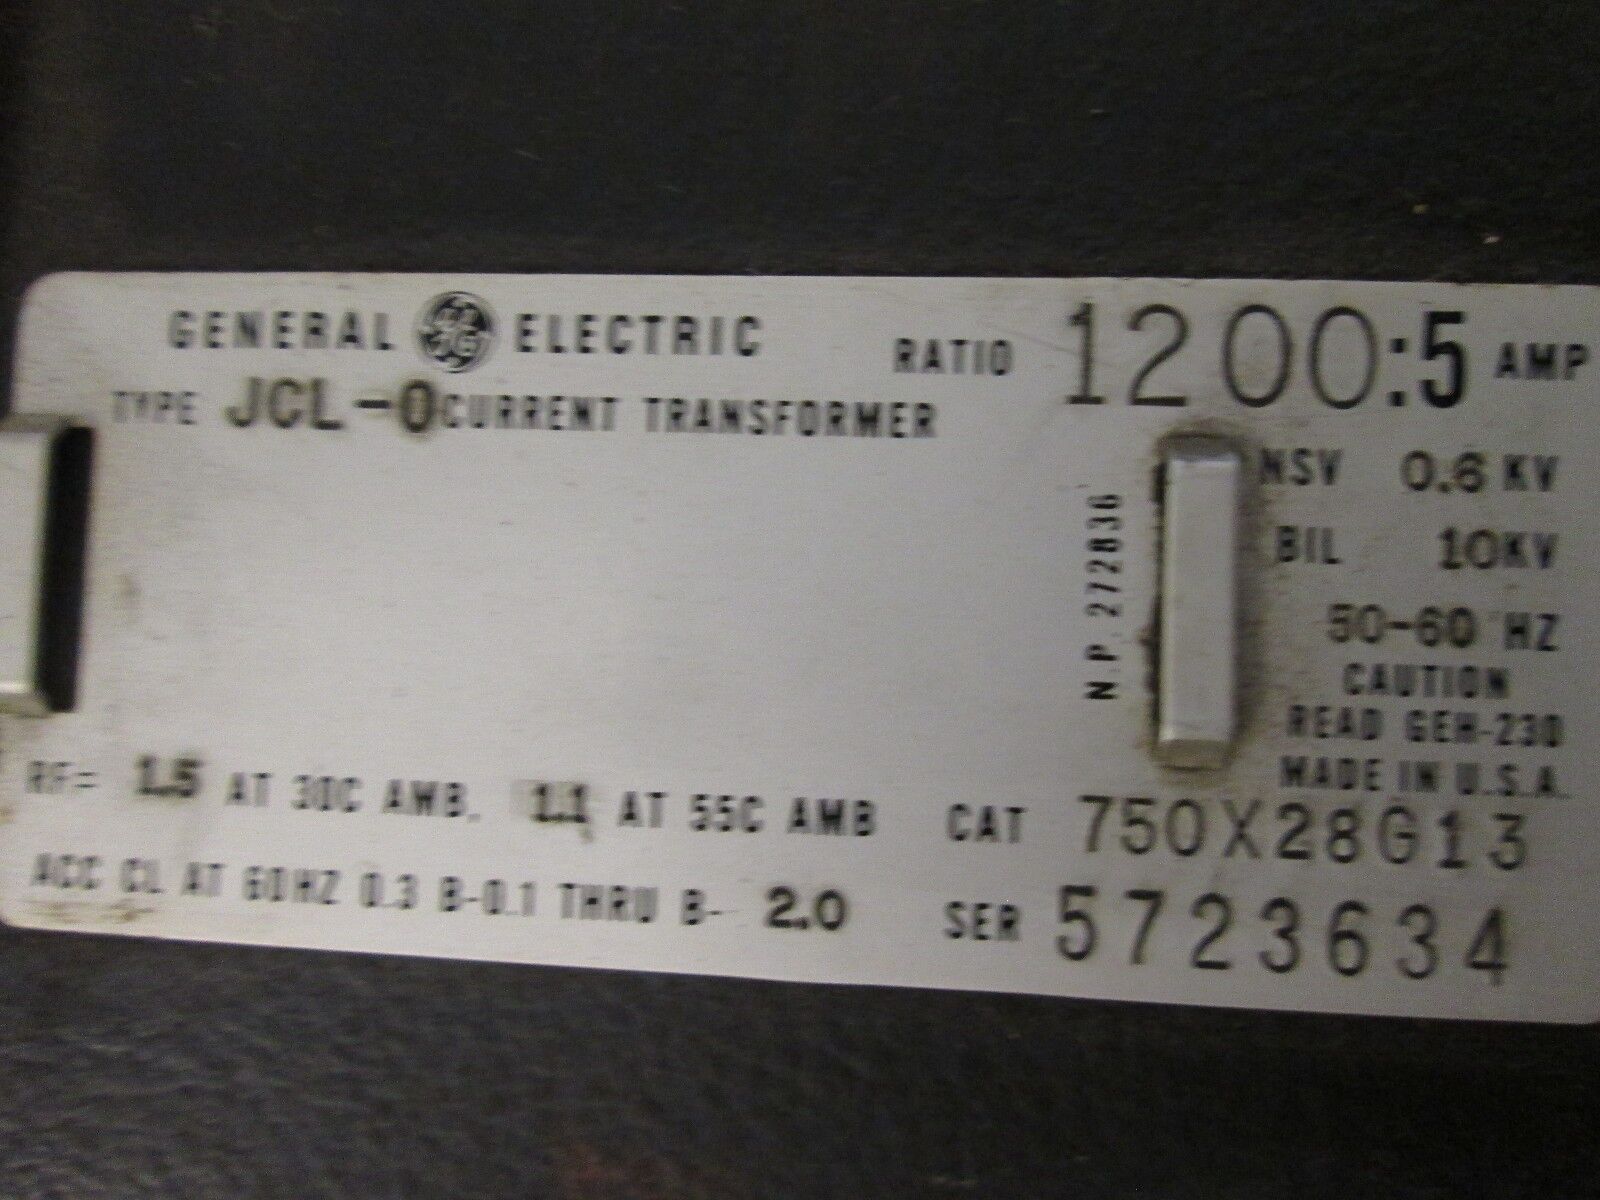 GENERAL GE ELECTRIC
TYPE JCL-0 CURRENT TRANSFORMER
RATIO 1200:5 AMP
N.P. 272836
NSV 0.6 KV
BIL 10KV
50-60 HZ
CAUTION
READ GEH-230
MADE IN U.S.A.
RF= 1.5 AT 30C AMB, 1.1 AT 55C AMB
CAT 750X28G13
ACC CL AT 60HZ 0.3 B-0.1 THRU B- 2.0
SER 5723634